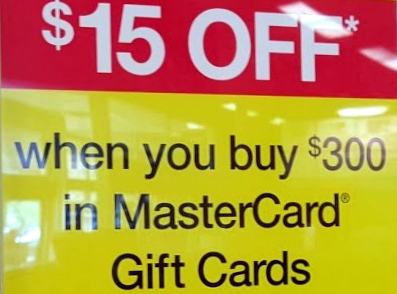 $15 OFF*
when you buy $300
in MasterCard®
Gift Cards